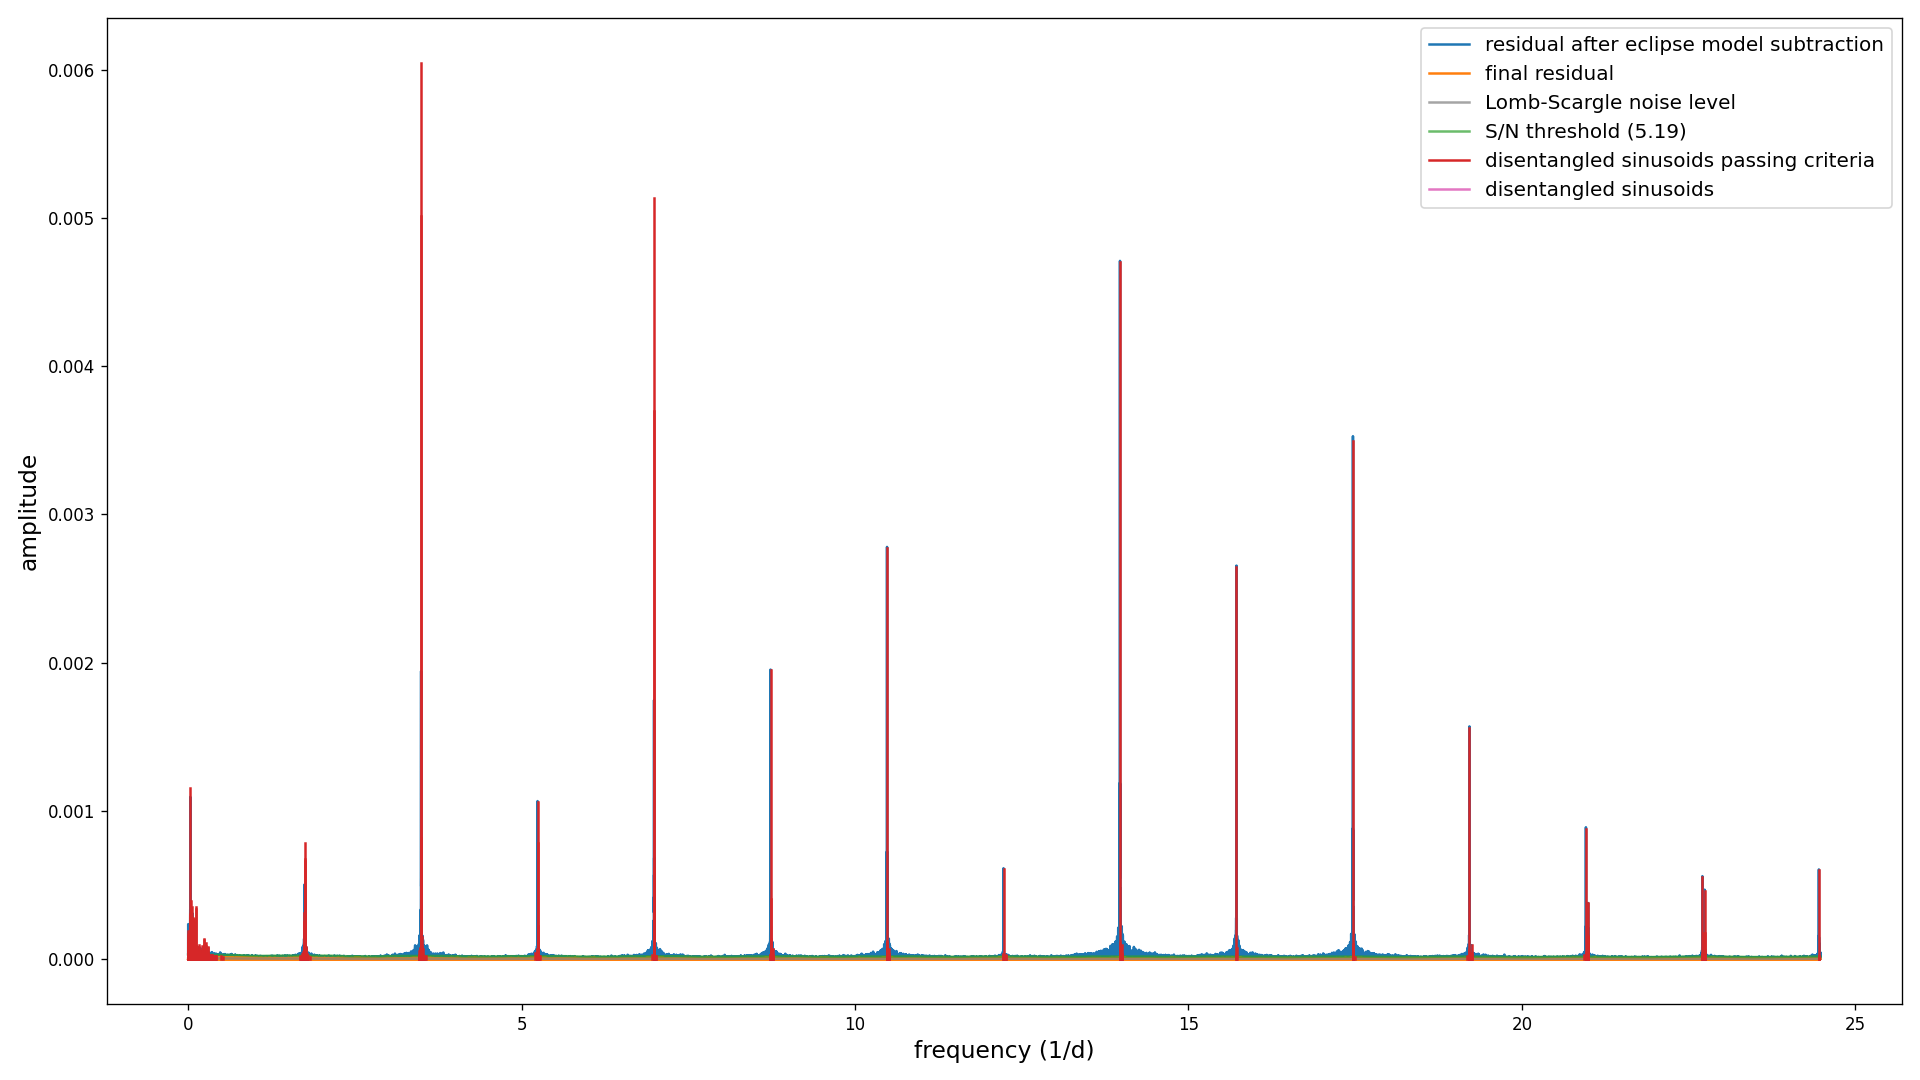 residual after eclipse model subtraction
final residual
Lomb-Scargle noise level
S/N threshold (5.19)
disentangled sinusoids passing criteria
disentangled sinusoids
0.006
0.005
0.004
0.003
0.002
0.001
0.000
amplitude
0 5 10 15 20 25
frequency (1/d)